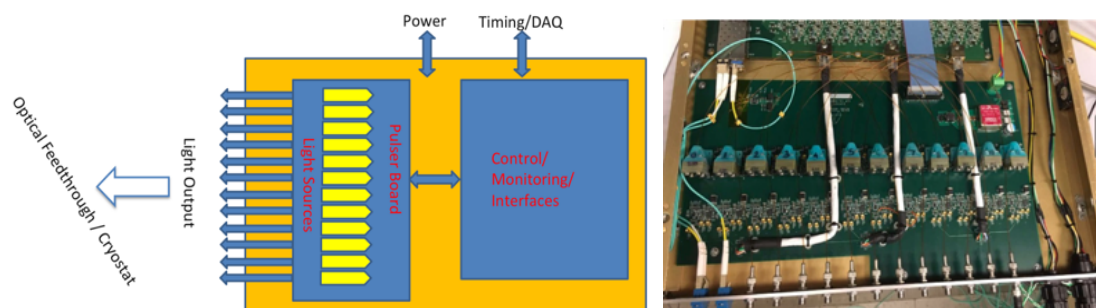 Power
Timing/DAQ
Optical Feedthrough / Cryostat
Light Output
Light Sources
Pulser Board
Control/
Monitoring/
Interfaces